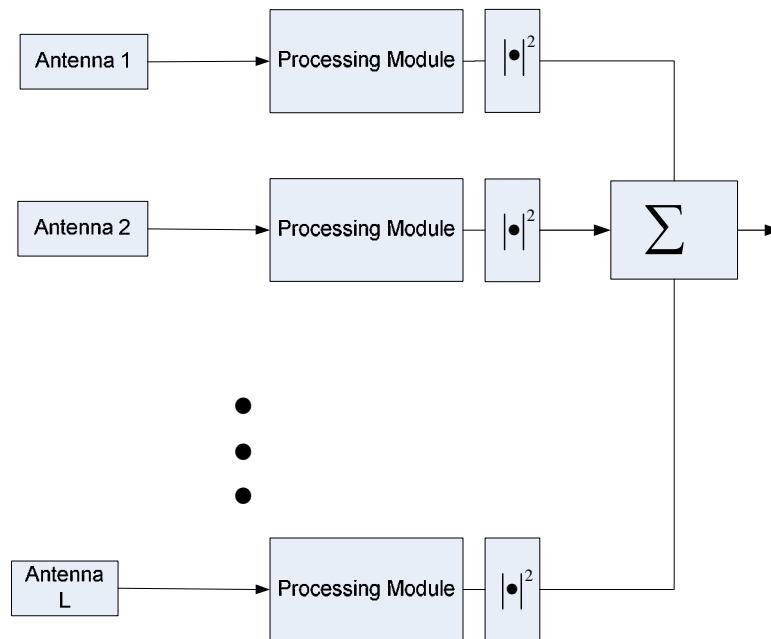 Antenna 1
Processing Module
|•|²
Antenna 2
Processing Module
|•|²
∑
Antenna
L
Processing Module
|•|²